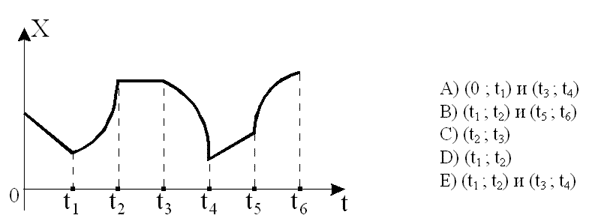 X
0
t₁ t₂ t₃ t₄ t₅ t₆ t
A) (0 ; t₁) и (t₃ ; t₄)
B) (t₁ ; t₂) и (t₅ ; t₆)
C) (t₂ ; t₃)
D) (t₁ ; t₂)
E) (t₁ ; t₂) и (t₃ ; t₄)